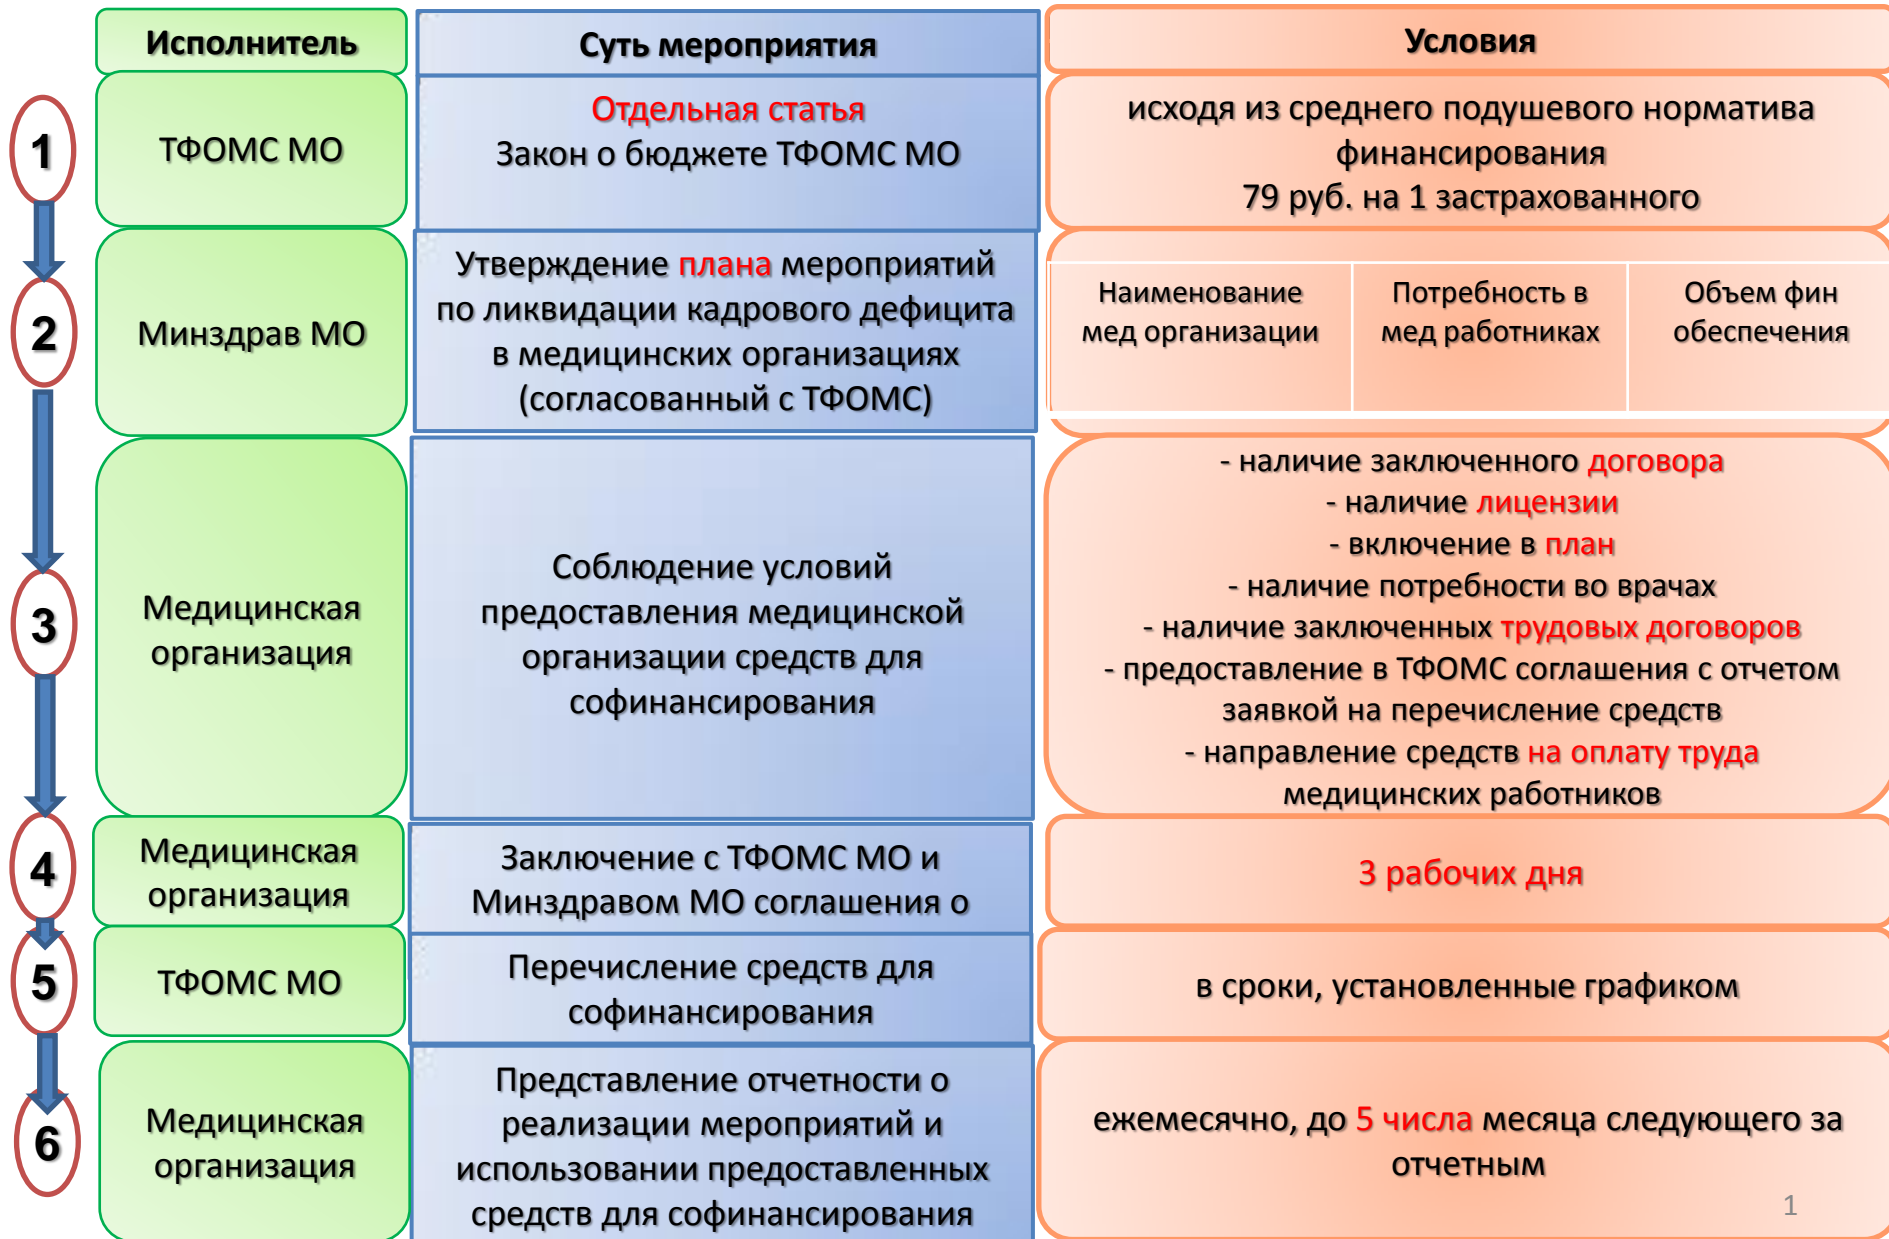 Исполнитель
Суть мероприятия
Условия
1
ТФОМС МО
Отдельная статья
Закон о бюджете ТФОМС МО
исходя из среднего подушевого норматива
финансирования
79 руб. на 1 застрахованного
2
Минздрав МО
Утверждение плана мероприятий
по ликвидации кадрового дефицита
в медицинских организациях
(согласованный с ТФОМС)
Наименование
мед организации
Потребность в
мед работниках
Объем фин
обеспечения
3
Медицинская
организация
Соблюдение условий
предоставления медицинской
организации средств для
софинансирования
- наличие заключенного договора
- наличие лицензии
- включение в план
- наличие потребности во врачах
- наличие заключенных трудовых договоров
- предоставление в ТФОМС соглашения с отчетом
заявкой на перечисление средств
- направление средств на оплату труда
медицинских работников
4
Медицинская
организация
Заключение с ТФОМС МО и
Минздравом МО соглашения о
3 рабочих дня
5
ТФОМС МО
Перечисление средств для
софинансирования
в сроки, установленные графиком
6
Медицинская
организация
Представление отчетности о
реализации мероприятий и
использовании предоставленных
средств для софинансирования
ежемесячно, до 5 числа месяца следующего за
отчетным
1